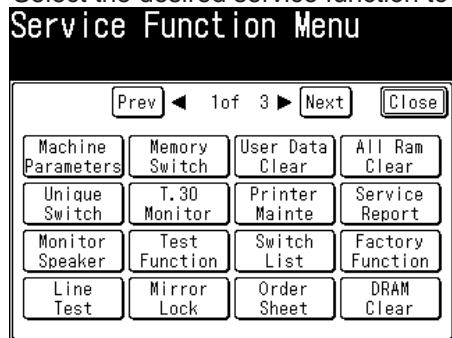 Select the desired service function to
Service Function Menu
Prev ◀ 1of 3 ▶ Next Close
Machine Parameters
Memory Switch
User Data Clear
All Ram Clear
Unique Switch
T.30 Monitor
Printer Mainte
Service Report
Monitor Speaker
Test Function
Switch List
Factory Function
Line Test
Mirror Lock
Order Sheet
DRAM Clear